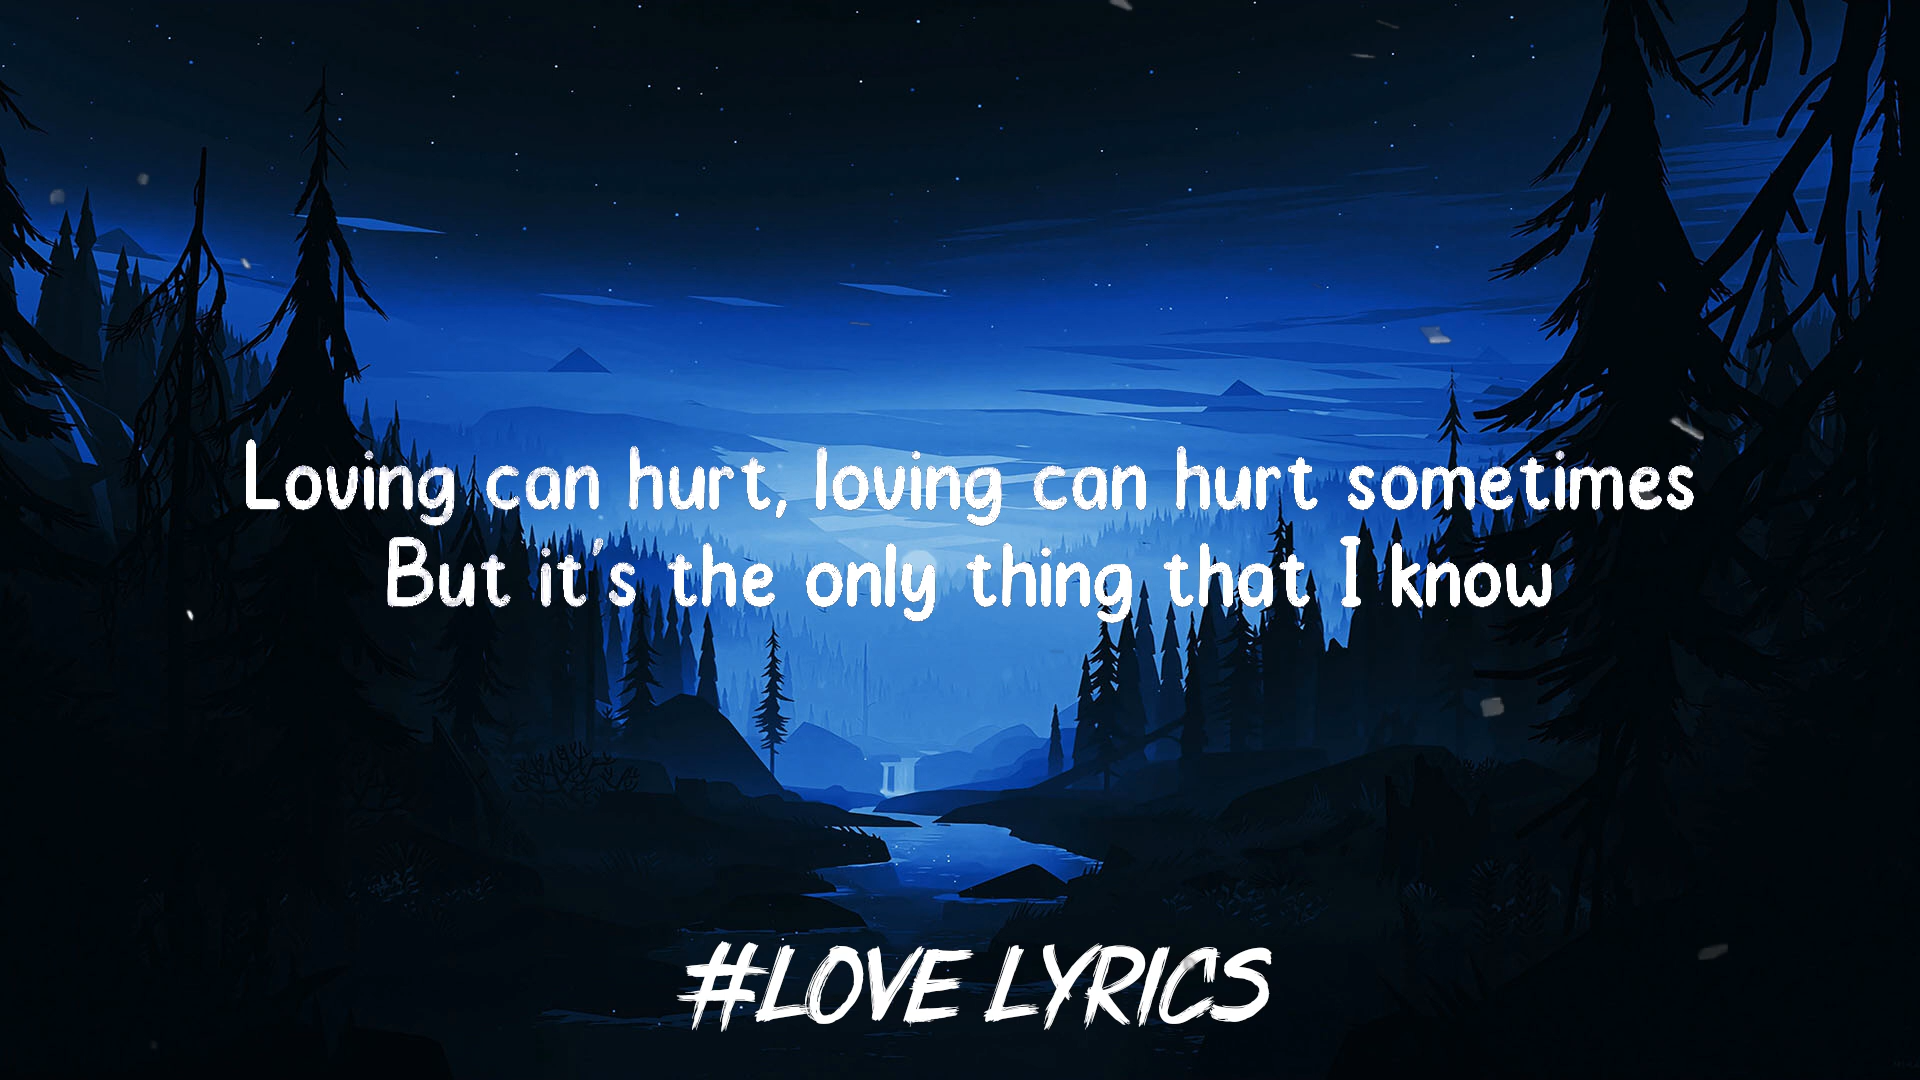 Loving can hurt, loving can hurt sometimes
But it's the only thing that I know
#LOVE LYRICS